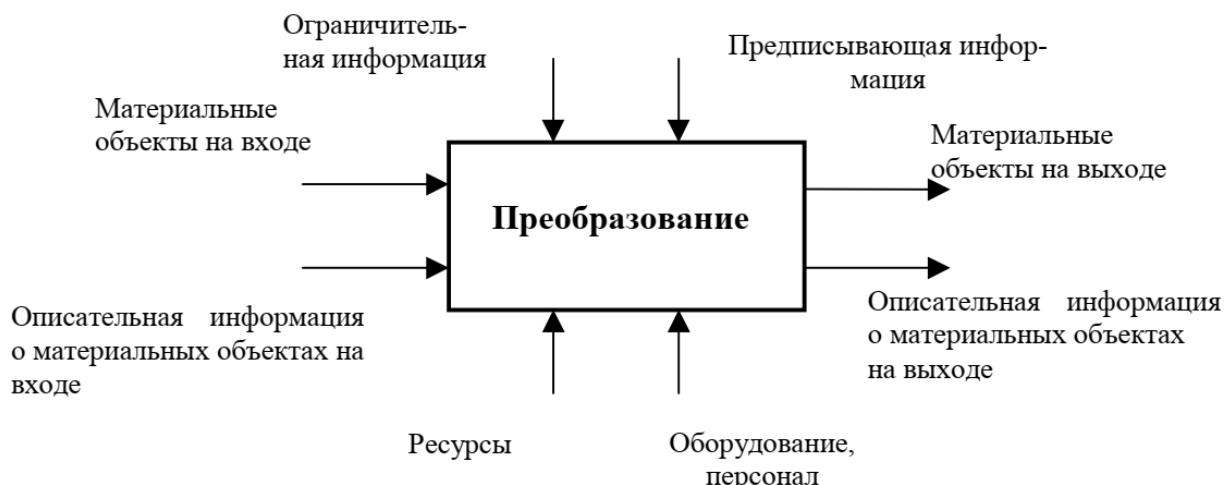 Ограничитель-
ная информация
Предписывающая инфор-
мация
Материальные
объекты на входе
Материальные
объекты на выходе
Преобразование
Описательная информация
о материальных объектах на
входе
Описательная информация
о материальных объектах
на выходе
Ресурсы
Оборудование,
персонал